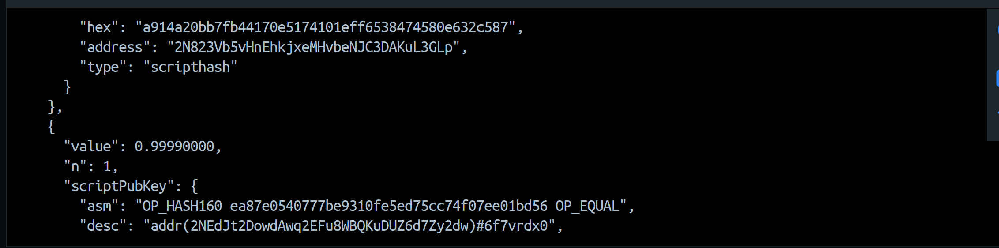 "hex": "a914a20bb7fb44170e5174101eff6538474580e632c587",
"address": "2N823Vb5vHnEhkjxeMHvbeNJC3DAKuL3GLp",
"type": "scripthash"
}
},
{
"value": 0.99990000,
"n": 1,
"scriptPubKey": {
"asm": "OP_HASH160 ea87e0540777be9310fe5ed75cc74f07ee01bd56 OP_EQUAL",
"desc": "addr(2NEdJt2DowdAwq2EFu8WBQKuDUZ6d7Zy2dw)#6f7vrdx0",